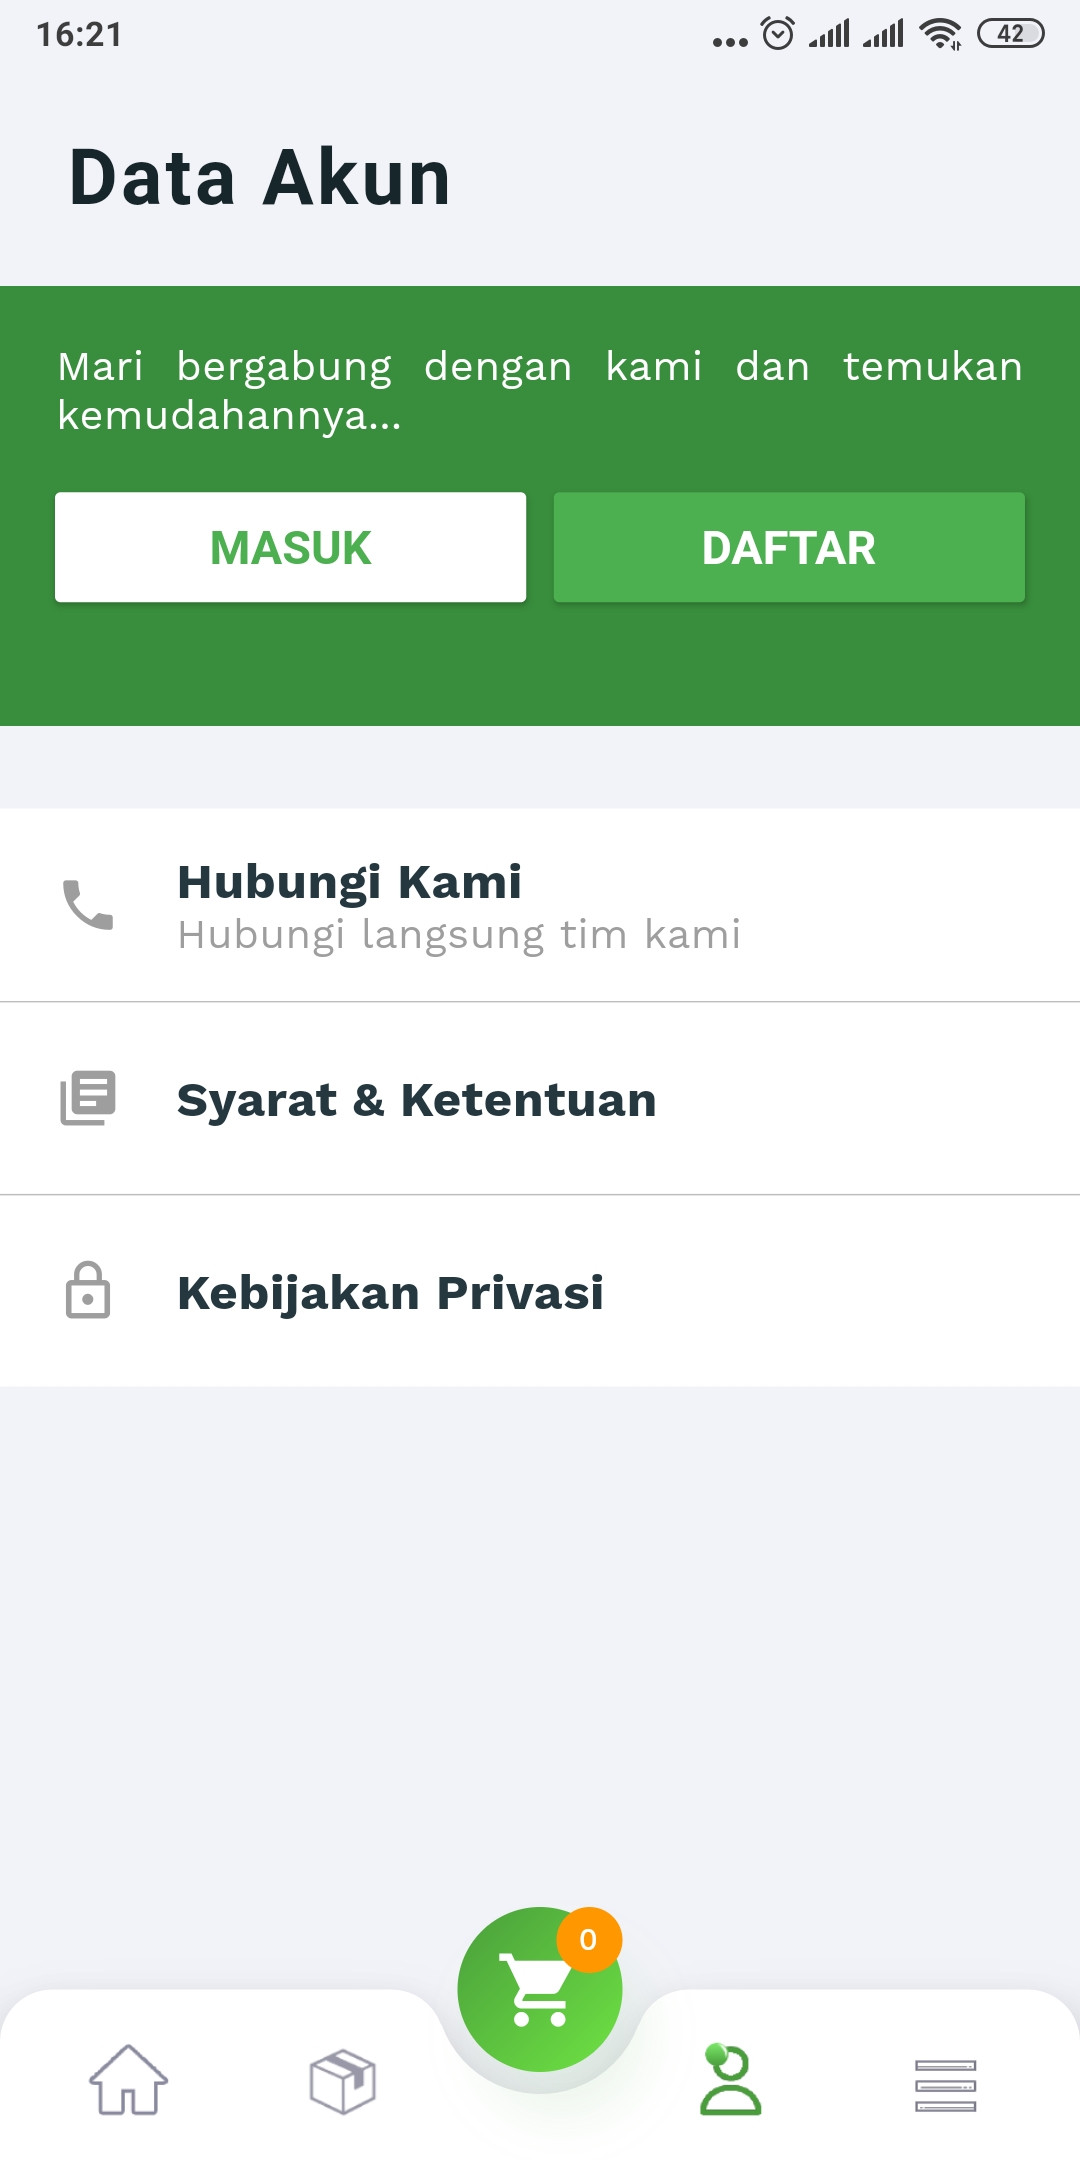 16:21
42
Data Akun
Mari bergabung dengan kami dan temukan
kemudahannya...
MASUK
DAFTAR
Hubungi Kami
Hubungi langsung tim kami
Syarat & Ketentuan
Kebijakan Privasi
0